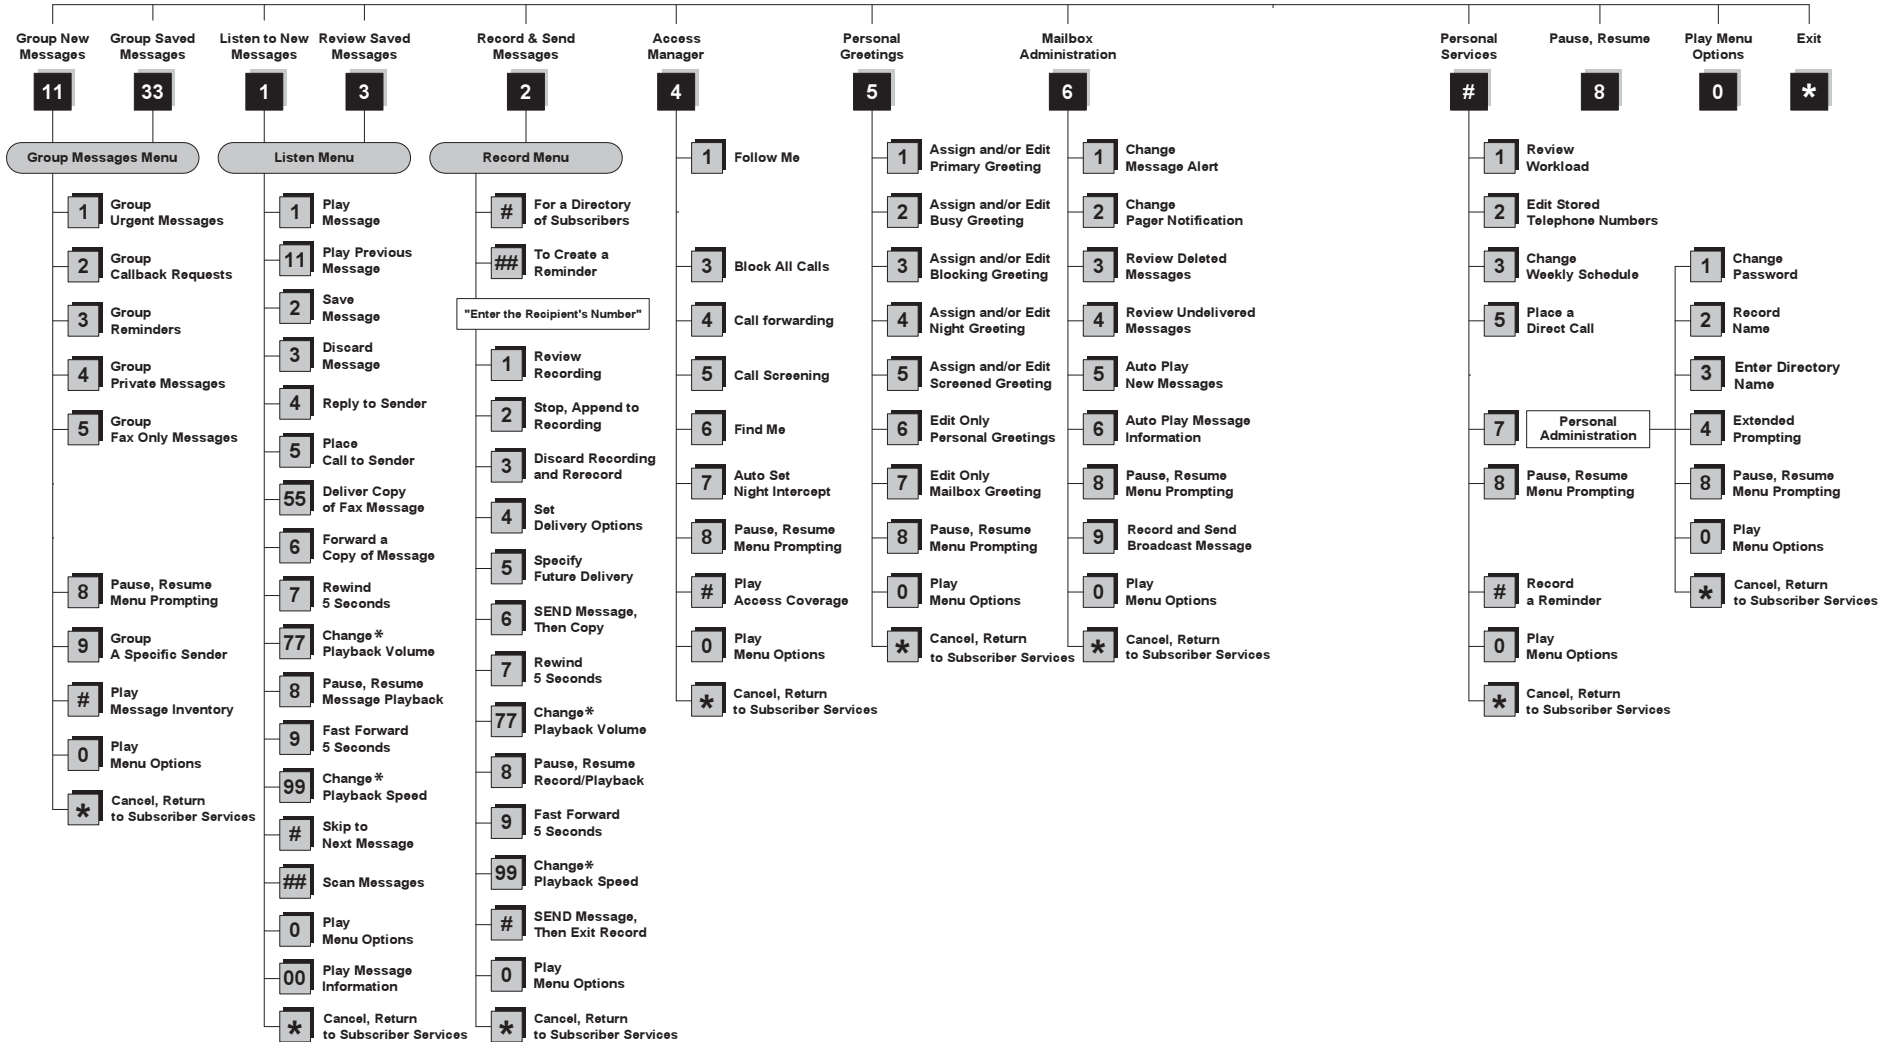 Group New
Messages
11
Group Saved
Messages
33
Group Messages Menu
1
Group
Urgent Messages
2
Group
Callback Requests
3
Group
Reminders
4
Group
Private Messages
5
Group
Fax Only Messages
8
Pause, Resume
Menu Prompting
9
Group
A Specific Sender
#
Play
Message Inventory
0
Play
Menu Options
*
Cancel, Return
to Subscriber Services
Listen to New
Messages
1
Review Saved
Messages
3
Listen Menu
1
Play
Message
11
Play Previous
Message
2
Save
Message
3
Discard
Message
4
Reply to Sender
5
Place
Call to Sender
55
Deliver Copy
of Fax Message
6
Forward a
Copy of Message
7
Rewind
5 Seconds
77
Change*
Playback Volume
8
Pause, Resume
Message Playback
9
Fast Forward
5 Seconds
99
Change*
Playback Speed
#
Skip to
Next Message
##
Scan Messages
0
Play
Menu Options
00
Play Message
Information
*
Cancel, Return
to Subscriber Services
Record & Send
Messages
2
Record Menu
#
For a Directory
of Subscribers
##
To Create a
Reminder
"Enter the Recipient's Number"
1
Review
Recording
2
Stop, Append to
Recording
3
Discard Recording
and Rerecord
4
Set
Delivery Options
5
Specify
Future Delivery
6
SEND Message,
Then Copy
7
Rewind
5 Seconds
77
Change*
Playback Volume
8
Pause, Resume
Record/Playback
9
Fast Forward
5 Seconds
99
Change*
Playback Speed
#
SEND Message,
Then Exit Record
0
Play
Menu Options
*
Cancel, Return
to Subscriber Services
Access
Manager
4
1
Follow Me
3
Block All Calls
4
Call forwarding
5
Call Screening
6
Find Me
7
Auto Set
Night Intercept
8
Pause, Resume
Menu Prompting
#
Play
Access Coverage
0
Play
Menu Options
*
Cancel, Return
to Subscriber Services
Personal
Greetings
5
1
Assign and/or Edit
Primary Greeting
2
Assign and/or Edit
Busy Greeting
3
Assign and/or Edit
Blocking Greeting
4
Assign and/or Edit
Night Greeting
5
Assign and/or Edit
Screened Greeting
6
Edit Only
Personal Greetings
7
Edit Only
Mailbox Greeting
8
Pause, Resume
Menu Prompting
0
Play
Menu Options
*
Cancel, Return
to Subscriber Services
Mailbox
Administration
6
1
Change
Message Alert
2
Change
Pager Notification
3
Review Deleted
Messages
4
Review Undelivered
Messages
5
Auto Play
New Messages
6
Auto Play Message
Information
8
Pause, Resume
Menu Prompting
9
Record and Send
Broadcast Message
0
Play
Menu Options
*
Cancel, Return
to Subscriber Services
Personal
Services
#
1
Review
Workload
2
Edit Stored
Telephone Numbers
3
Change
Weekly Schedule
5
Place a
Direct Call
7
Personal
Administration
8
Pause, Resume
Menu Prompting
#
Record
a Reminder
0
Play
Menu Options
*
Cancel, Return
to Subscriber Services
Pause, Resume
8
Play Menu
Options
0
Exit
*
1
Change
Password
2
Record
Name
3
Enter Directory
Name
4
Extended
Prompting
8
Pause, Resume
Menu Prompting
0
Play
Menu Options
*
Cancel, Return
to Subscriber Services